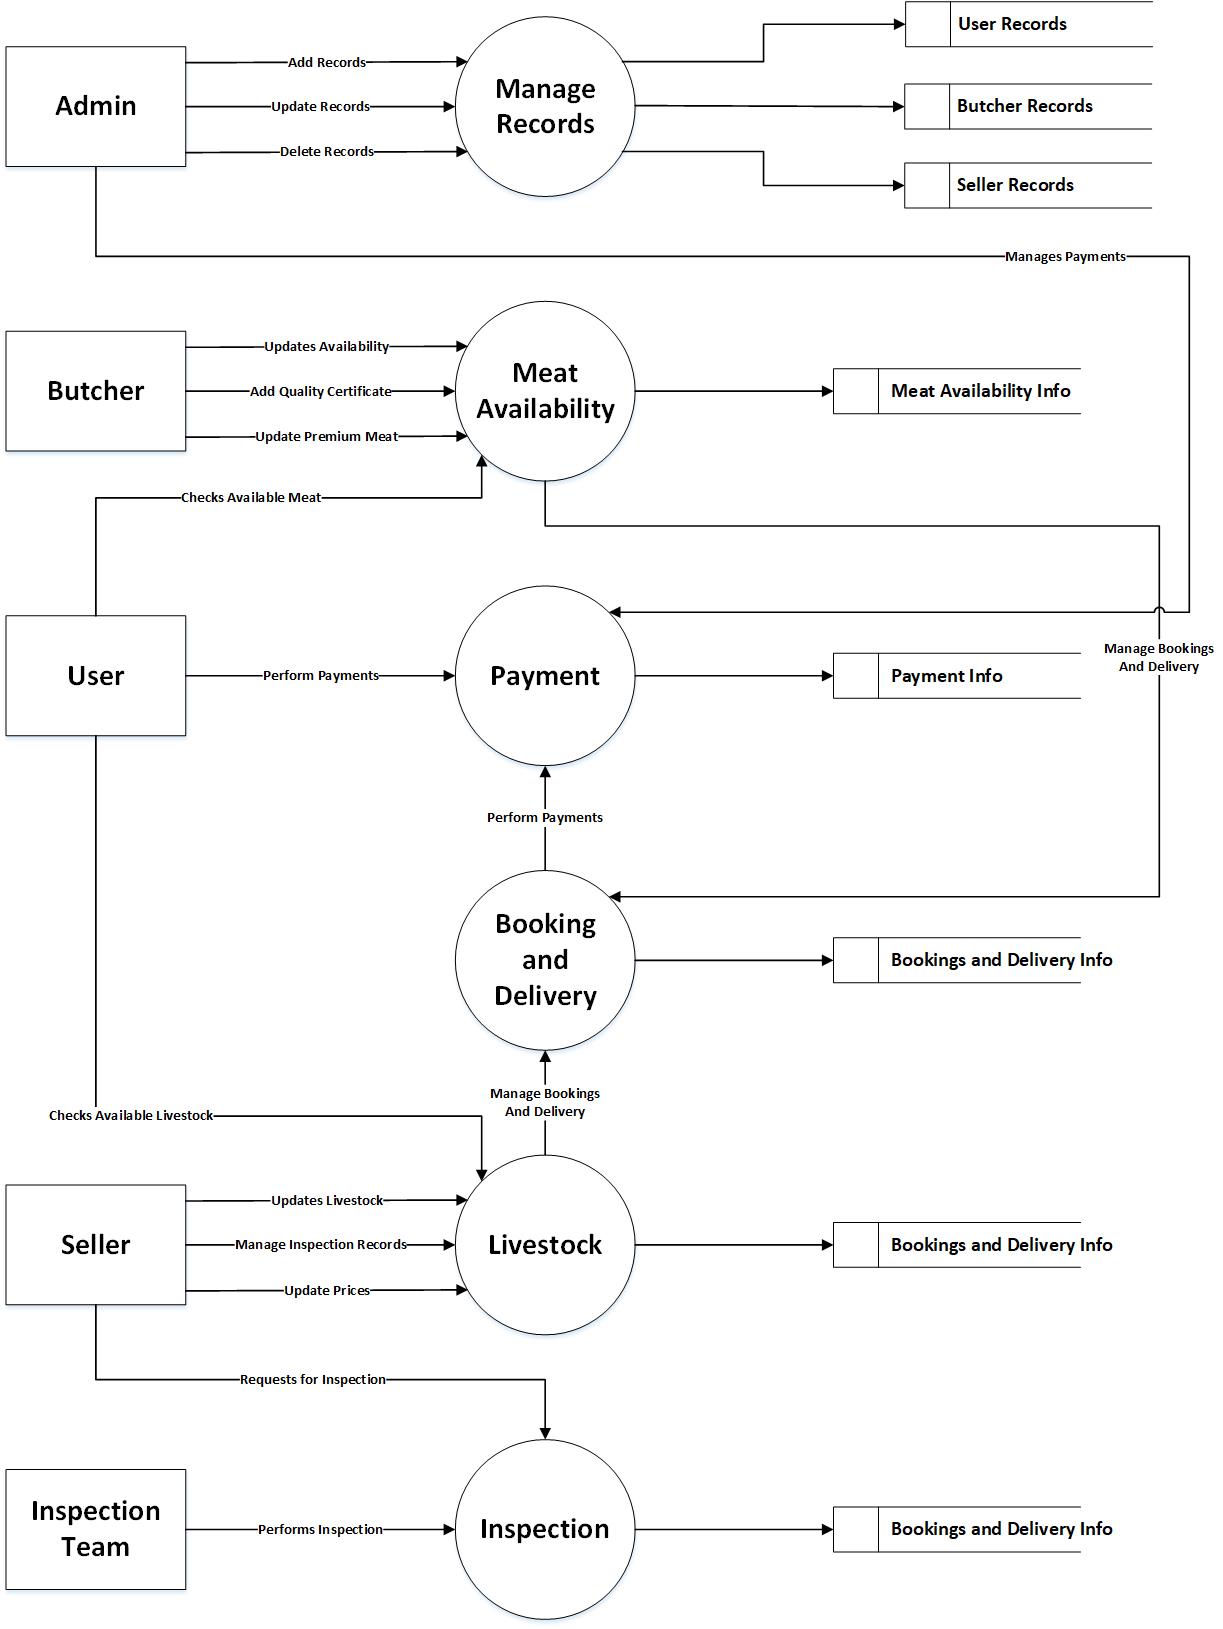 User Records
Add Records
Admin
Update Records
Manage
Records
Butcher Records
Delete Records
Seller Records
Manages Payments
Updates Availability
Butcher
Add Quality Certificate
Meat
Availability
Meat Availability Info
Update Premium Meat
Checks Available Meat
User
Perform Payments
Payment
Payment Info
Manage Bookings
And Delivery
Perform Payments
Booking
and
Delivery
Bookings and Delivery Info
Manage Bookings
And Delivery
Checks Available Livestock
Updates Livestock
Seller
Manage Inspection Records
Livestock
Bookings and Delivery Info
Update Prices
Requests for Inspection
Inspection
Team
Performs Inspection
Inspection
Bookings and Delivery Info